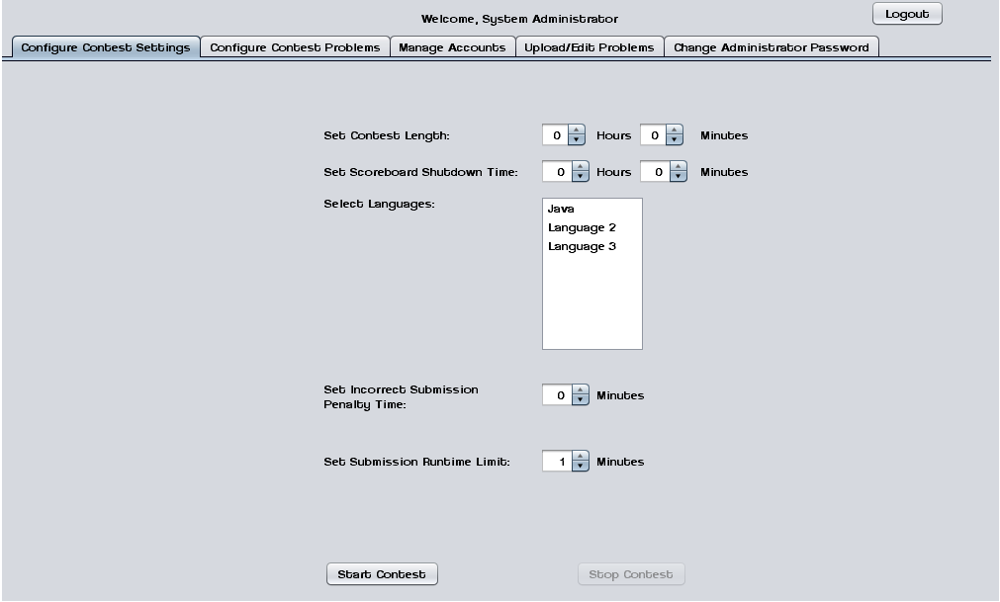 Welcome, System Administrator
Logout
Configure Contest Settings Configure Contest Problems Manage Accounts Upload/Edit Problems Change Administrator Password
Set Contest Length: 0 Hours 0 Minutes
Set Scoreboard Shutdown Time: 0 Hours 0 Minutes
Select Languages:
Java
Language 2
Language 3
Set Incorrect Submission
Penalty Time:
0 Minutes
Set Submission Runtime Limit: 1 Minutes
Start Contest Stop Contest